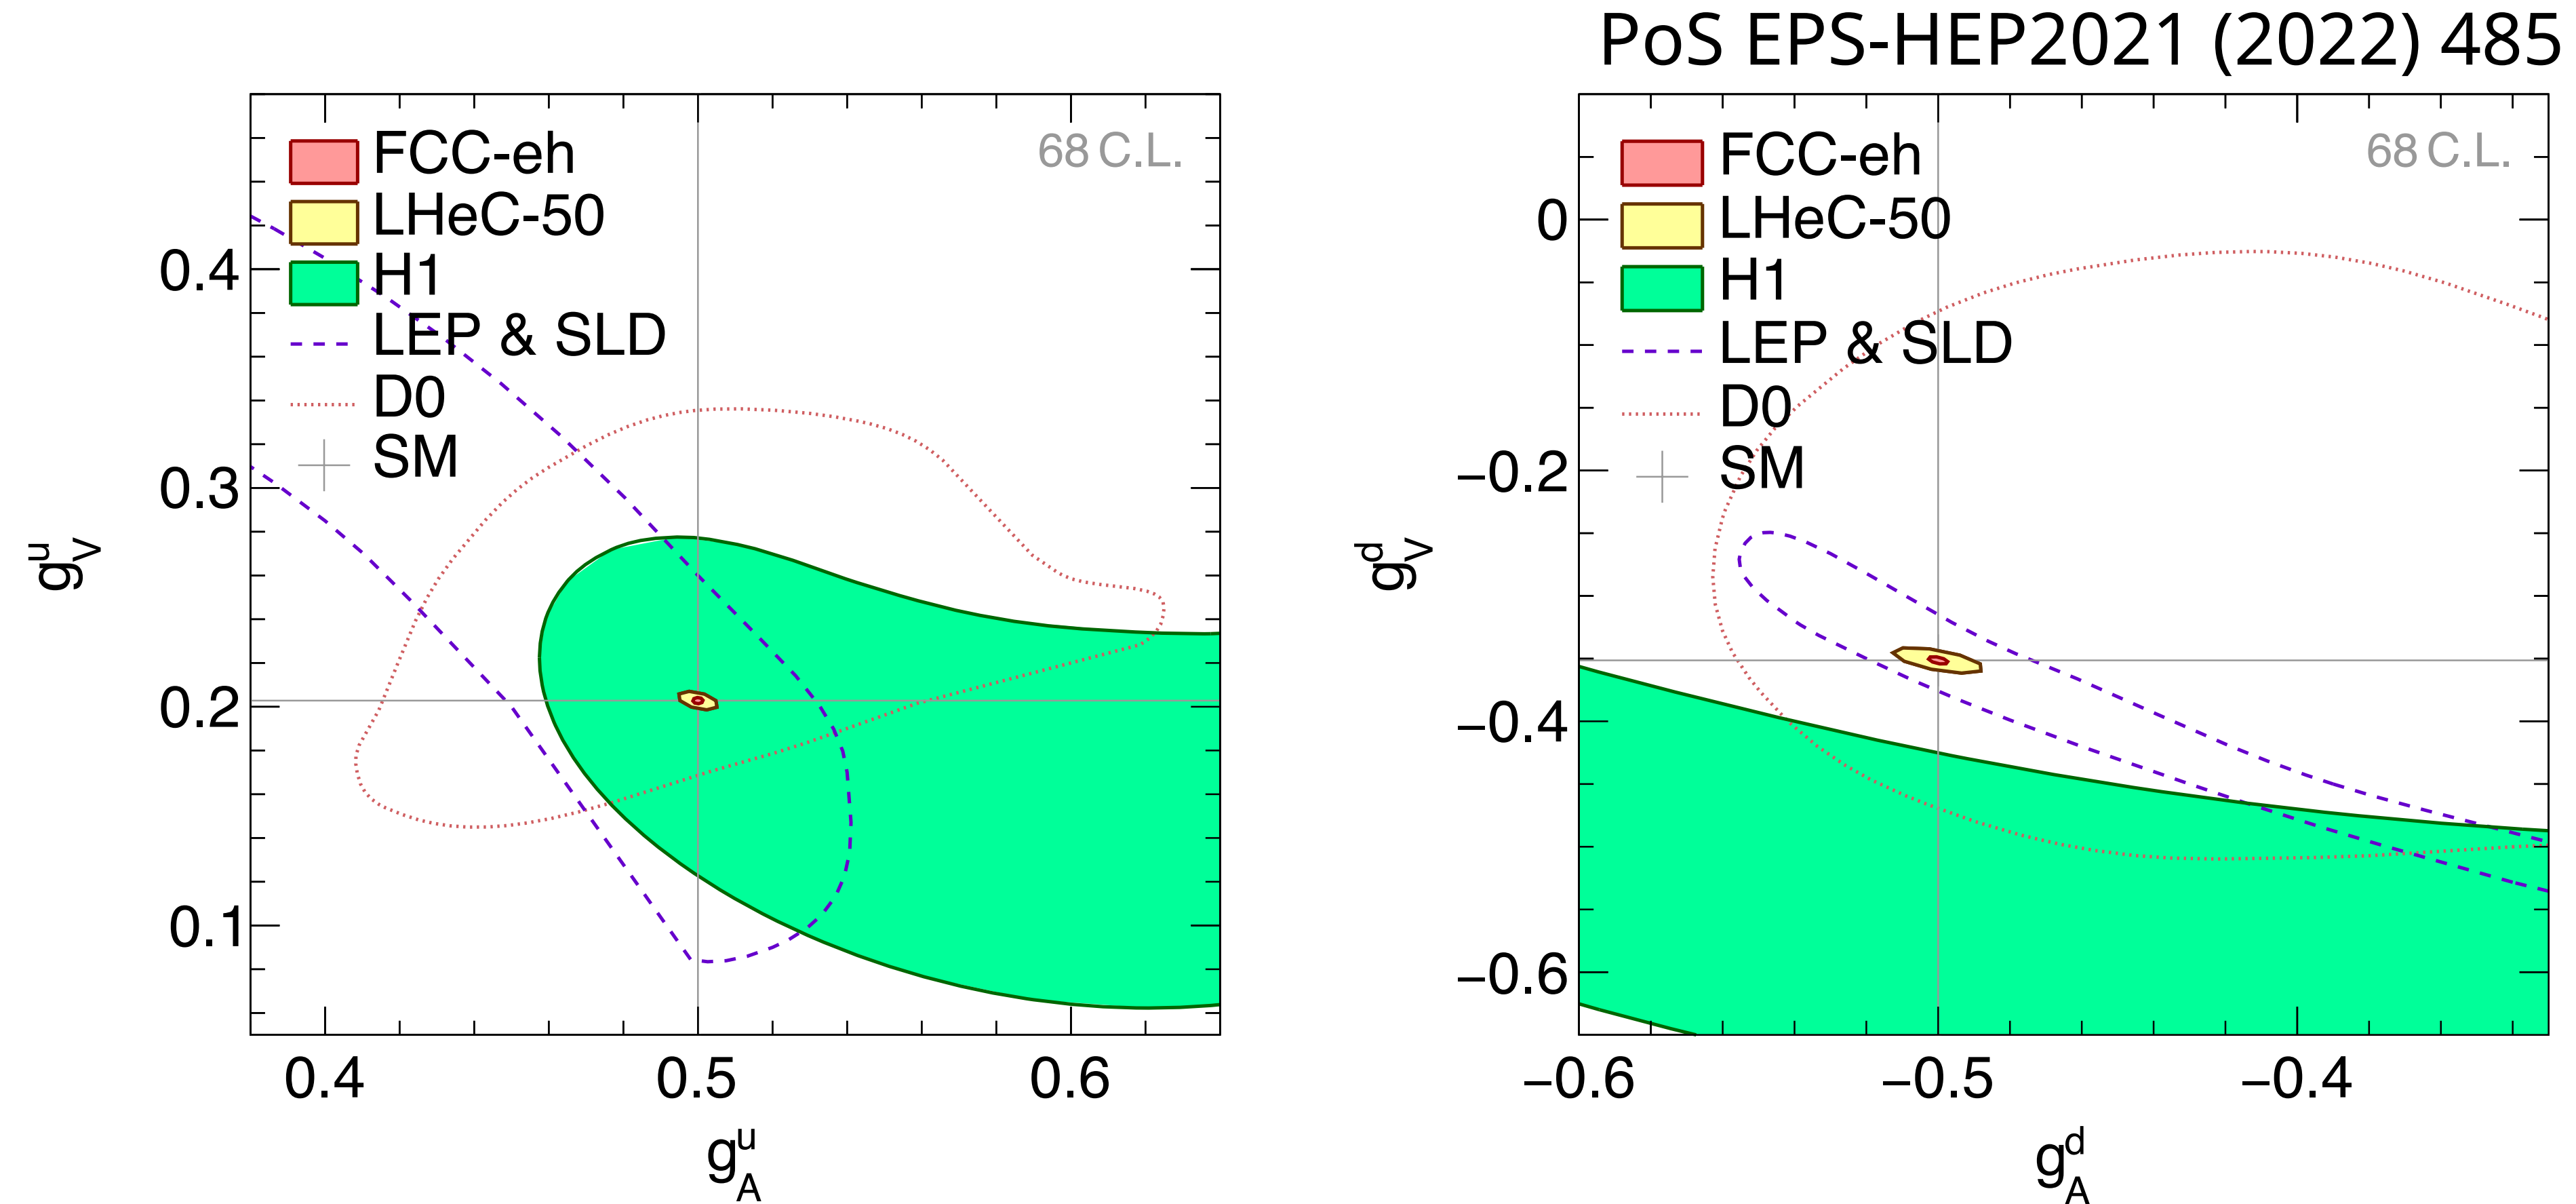 PoS EPS-HEP2021 (2022) 485
68 C.L.
FCC-eh
LHeC-50
H1
LEP & SLD
D0
SM
0.4
0.3
0.2
0.1
0.4
0.5
0.6
g^u_V
g^u_A
68 C.L.
FCC-eh
LHeC-50
H1
LEP & SLD
D0
SM
0
−0.2
−0.4
−0.6
−0.6
−0.5
−0.4
g^d_V
g^d_A